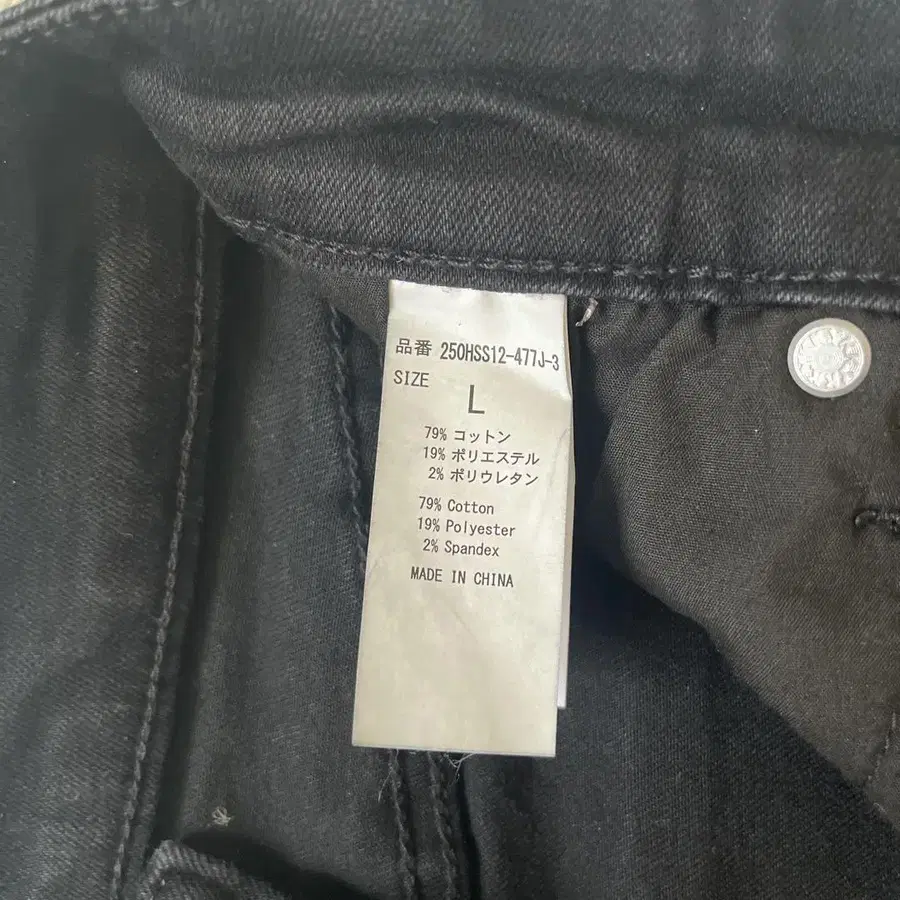 品番 250HSS12-477J-3
SIZE
L
79% コットン
19% ポリエステル
2% ポリウレタン
79% Cotton
19% Polyester
2% Spandex
MADE IN CHINA